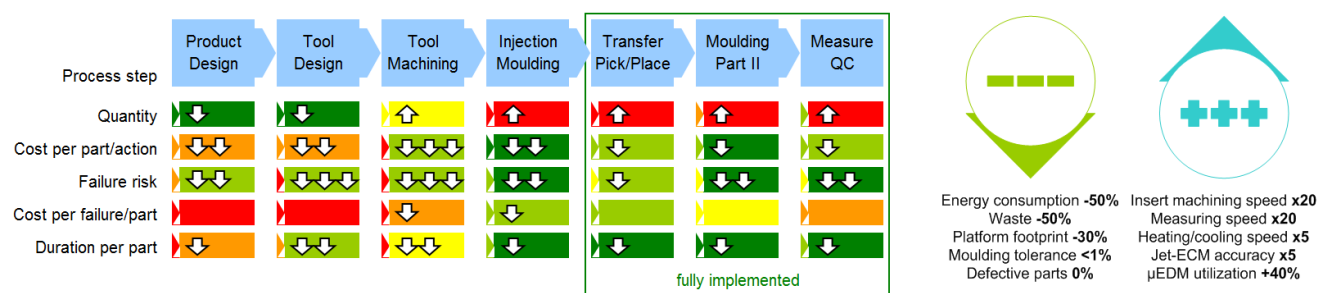 Process step
Product Design
Tool Design
Tool Machining
Injection Moulding
Transfer Pick/Place
Moulding Part II
Measure QC
Quantity
Cost per part/action
Failure risk
Cost per failure/part
Duration per part
fully implemented
Energy consumption -50%
Waste -50%
Platform footprint -30%
Moulding tolerance <1%
Defective parts 0%
Insert machining speed x20
Measuring speed x20
Heating/cooling speed x5
Jet-ECM accuracy x5
µEDM utilization +40%